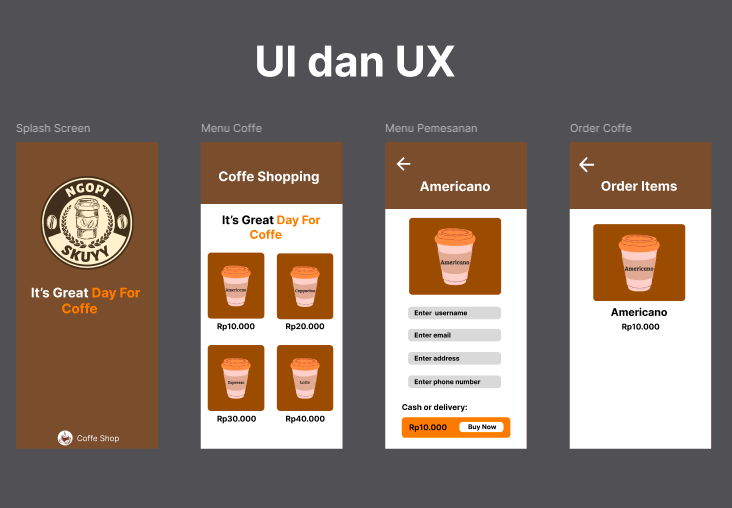 UI dan UX
Splash Screen
NGOPI
SKUYY
It's Great Day For
Coffe
Coffe Shop
Menu Coffe
Coffe Shopping
It's Great Day For
Coffe
Americano
Cappucino
Rp10.000
Rp20.000
Espresso
Latte
Rp30.000
Rp40.000
Menu Pemesanan
Americano
Americano
Enter username
Enter email
Enter address
Enter phone number
Cash or delivery:
Rp10.000
Buy Now
Order Coffe
Order Items
Americano
Americano
Rp10.000